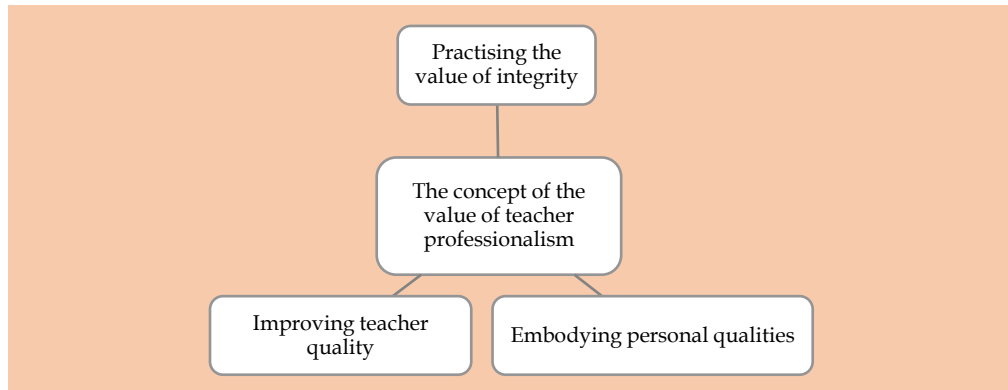 Practising the
value of integrity
The concept of the
value of teacher
professionalism
Improving teacher
quality
Embodying personal qualities